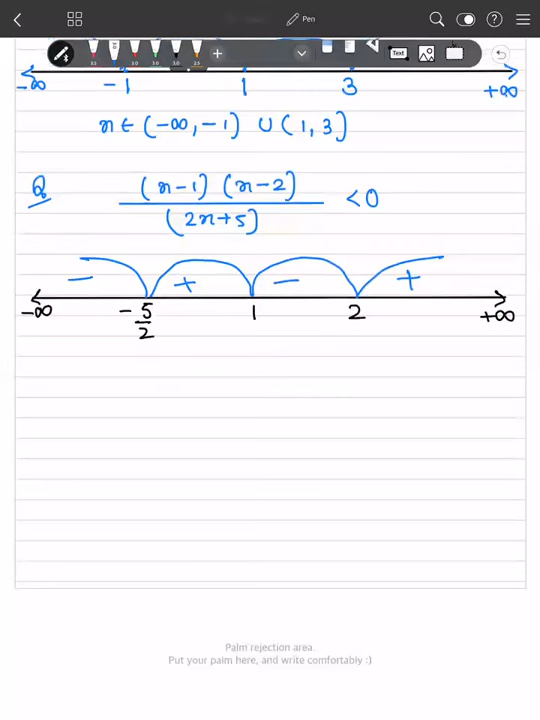 Pen
Text
-∞ -1 1 3 +∞
x ∈ (-∞, -1) ∪ (1, 3)
Q (x-1) (x-2) < 0
(2x+5)
- + - +
-∞ -5/2 1 2 +∞
Palm rejection area.
Put your palm here, and write comfortably :)